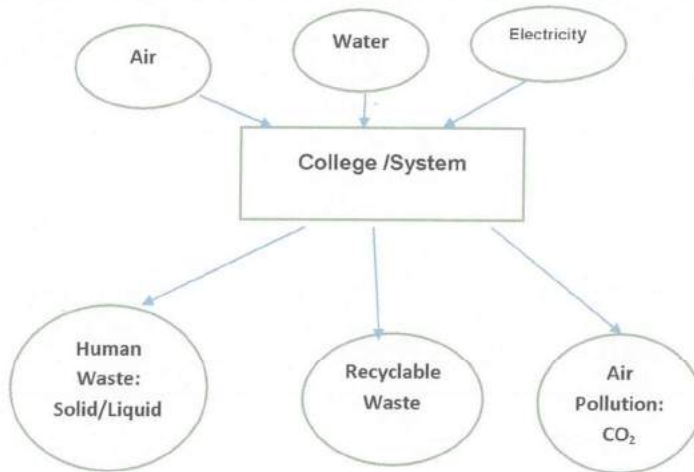 Air
Water
Electricity
College /System
Human
Waste:
Solid/Liquid
Recyclable
Waste
Air
Pollution:
CO₂